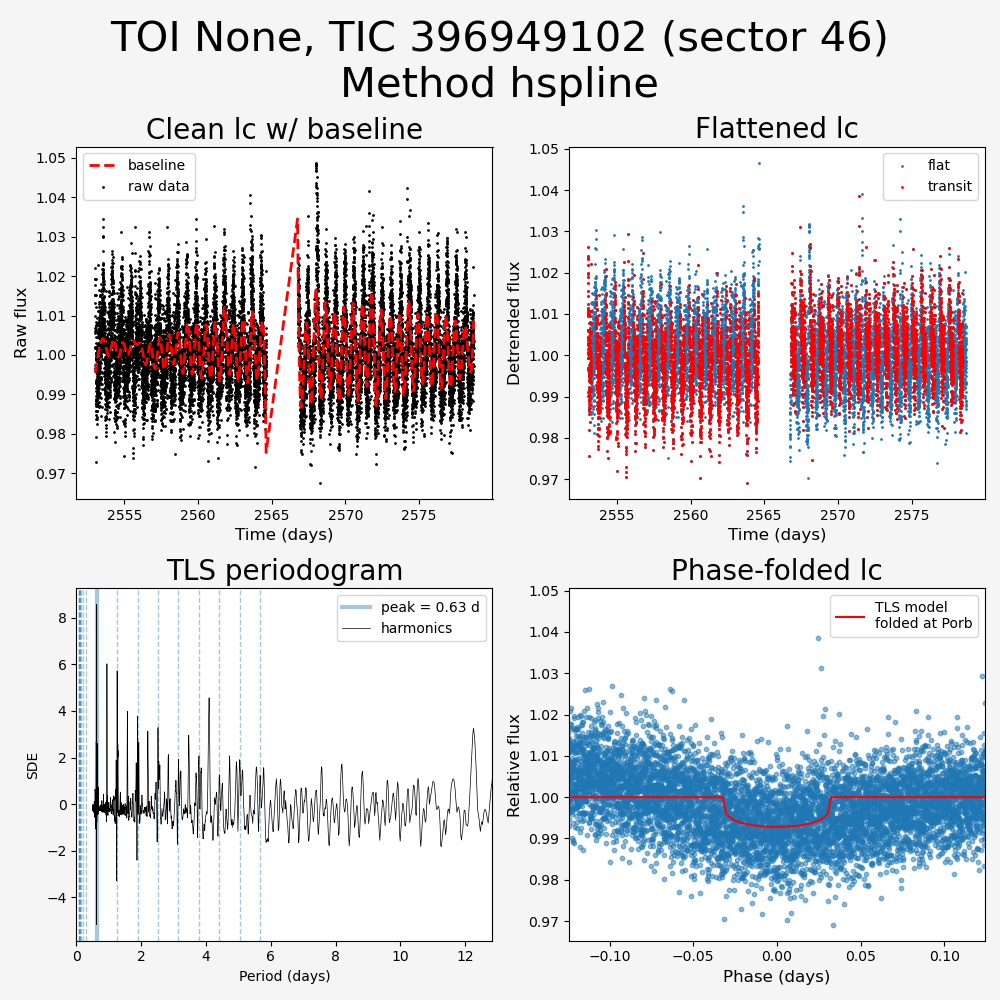 TOI None, TIC 396949102 (sector 46)
Method hspline
Clean lc w/ baseline
baseline
raw data
1.05
1.04
1.03
1.02
1.01
1.00
0.99
0.98
0.97
Raw flux
2555
2560
2565
2570
2575
Time (days)
Flattened lc
flat
transit
1.05
1.04
1.03
1.02
1.01
1.00
0.99
0.98
0.97
Detrended flux
2555
2560
2565
2570
2575
Time (days)
TLS periodogram
peak = 0.63 d
harmonics
8
6
4
2
0
−2
−4
SDE
0
2
4
6
8
10
12
Period (days)
Phase-folded lc
TLS model
folded at Porb
1.05
1.04
1.03
1.02
1.01
1.00
0.99
0.98
0.97
Relative flux
−0.10
−0.05
0.00
0.05
0.10
Phase (days)